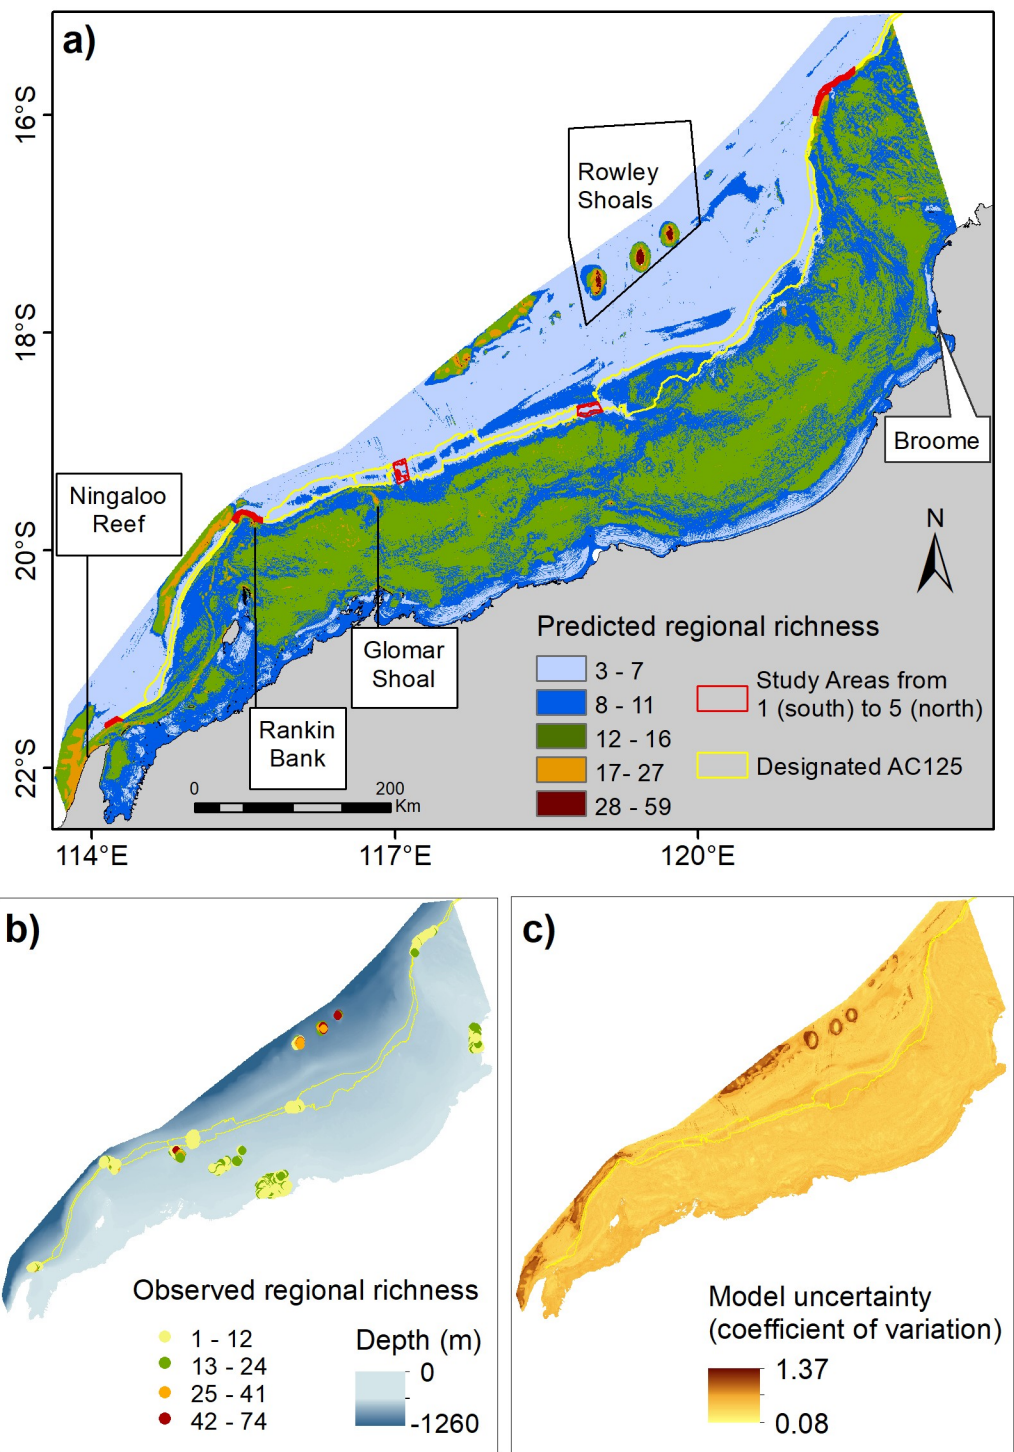 a)
16°S
18°S
20°S
22°S
114°E
117°E
120°E
Rowley
Shoals
Broome
Ningaloo
Reef
Glomar
Shoal
Rankin
Bank
N
0
200
Km
Predicted regional richness
3 - 7
8 - 11
12 - 16
17- 27
28 - 59
Study Areas from
1 (south) to 5 (north)
Designated AC125
b)
Observed regional richness
1 - 12
13 - 24
25 - 41
42 - 74
Depth (m)
0
-1260
c)
Model uncertainty
(coefficient of variation)
1.37
0.08